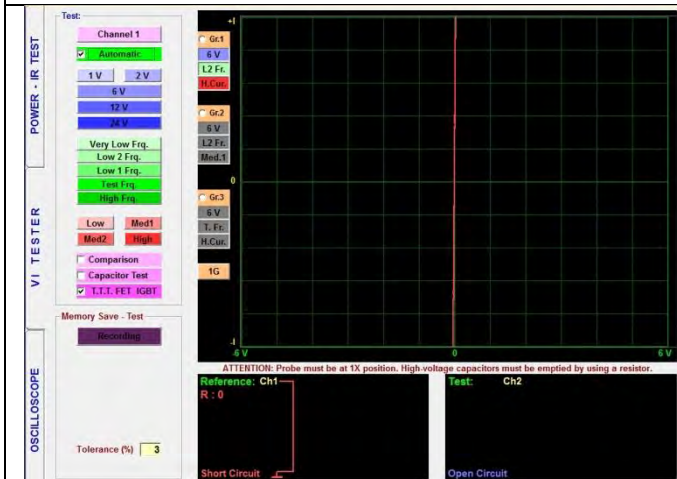 POWER - IR TEST
VI TESTER
OSCILLOSCOPE
Test:
Channel 1
Automatic
1 V 2 V
6 V
12 V
24 V
Very Low Frq.
Low 2 Frq.
Low 1 Frq.
Test Frq.
High Frq.
Low Med1
Med2 High
Comparison
Capacitor Test
T.T.T. FET IGBT
Memory Save - Test
Recording
Tolerance (%) 3
Gr.1
6 V
L2 Fr.
H.Cur.
Gr.2
6 V
L2 Fr.
Med.1
Gr.3
6 V
T. Fr.
H.Cur.
1G
+I
0
-I
-6 V 0 6 V
ATTENTION: Probe must be at 1X position. High-voltage capacitors must be emptied by using a resistor.
Reference: Ch1
R : 0
Short Circuit
Test: Ch2
Open Circuit